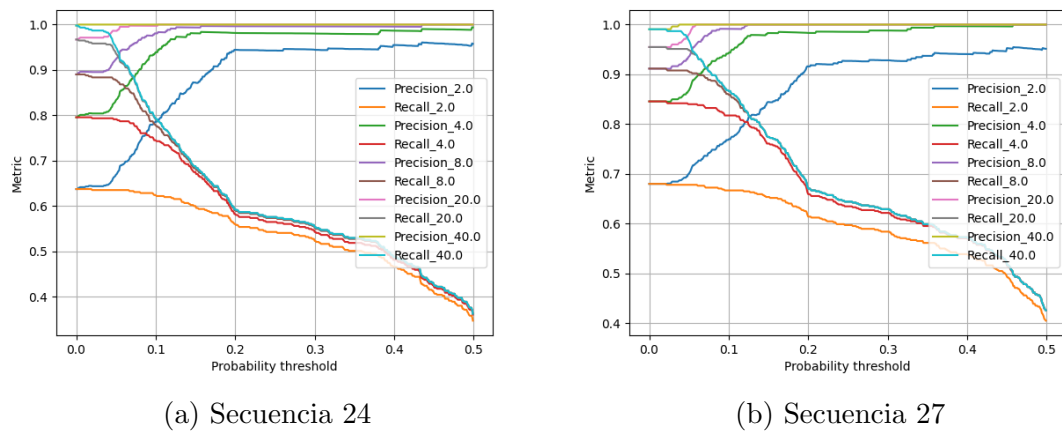 1.0
0.9
0.8
0.7
0.6
0.5
0.4
Metric
0.0 0.1 0.2 0.3 0.4 0.5
Probability threshold
Precision_2.0
Recall_2.0
Precision_4.0
Recall_4.0
Precision_8.0
Recall_8.0
Precision_20.0
Recall_20.0
Precision_40.0
Recall_40.0
(a) Secuencia 24
1.0
0.9
0.8
0.7
0.6
0.5
0.4
Metric
0.0 0.1 0.2 0.3 0.4 0.5
Probability threshold
Precision_2.0
Recall_2.0
Precision_4.0
Recall_4.0
Precision_8.0
Recall_8.0
Precision_20.0
Recall_20.0
Precision_40.0
Recall_40.0
(b) Secuencia 27